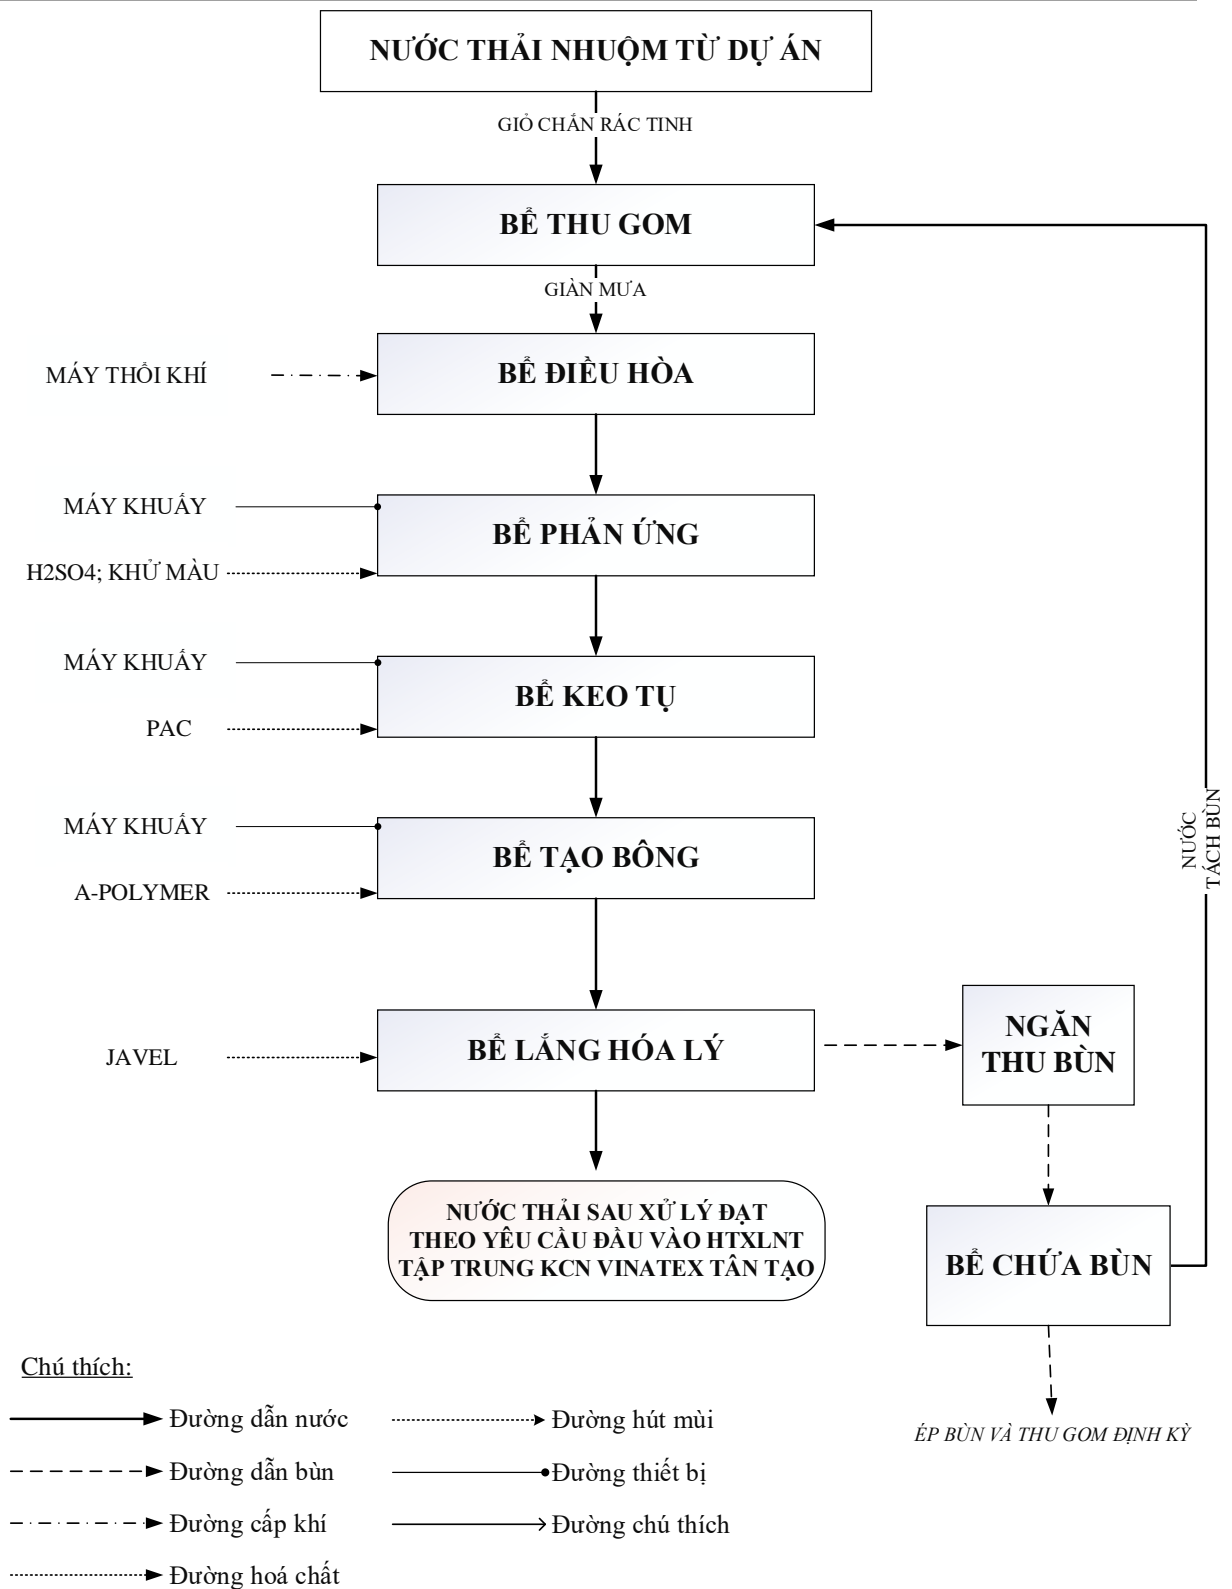 NƯỚC THẢI NHUỘM TỪ DỰ ÁN
GIỎ CHẮN RÁC TINH
BỂ THU GOM
GIÀN MƯA
MÁY THỔI KHÍ
BỂ ĐIỀU HÒA
MÁY KHUẤY
BỂ PHẢN ỨNG
H2SO4; KHỬ MÀU
MÁY KHUẤY
BỂ KEO TỤ
PAC
MÁY KHUẤY
BỂ TẠO BÔNG
A-POLYMER
NƯỚC
TÁCH BÙN
JAVEL
BỂ LẮNG HÓA LÝ
NGĂN
THU BÙN
NƯỚC THẢI SAU XỬ LÝ ĐẠT
THEO YÊU CẦU ĐẦU VÀO HTXLNT
TẬP TRUNG KCN VINATEX TÂN TẠO
BỂ CHỨA BÙN
ÉP BÙN VÀ THU GOM ĐỊNH KỲ
Chú thích:
Đường dẫn nước
Đường hút mùi
Đường dẫn bùn
Đường thiết bị
Đường cấp khí
Đường chú thích
Đường hoá chất